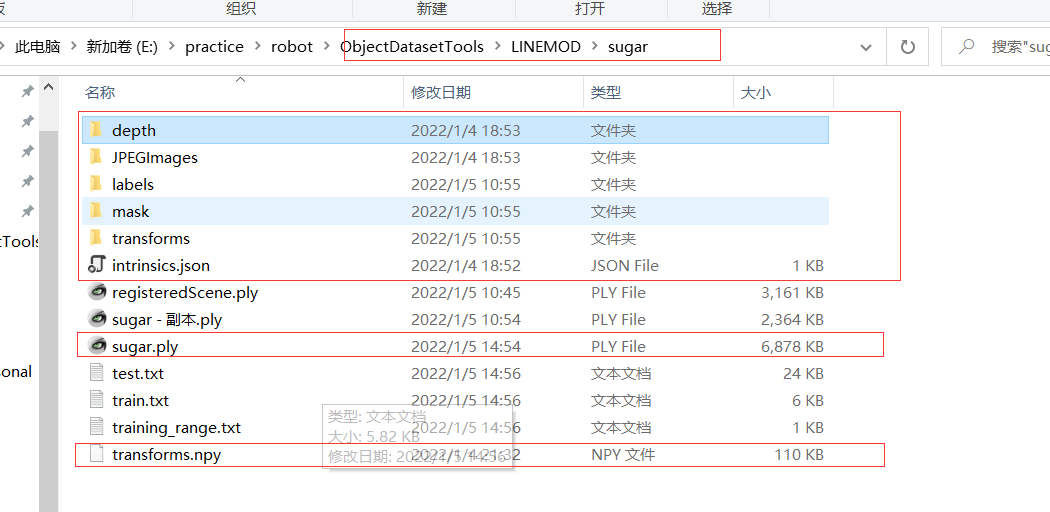 板 组织 新建 打开 选择
此电脑 新加卷 (E:) practice robot ObjectDatasetTools LINEMOD sugar 搜索"sug
名称 修改日期 类型 大小
depth 2022/1/4 18:53 文件夹
JPEGImages 2022/1/4 18:53 文件夹
labels 2022/1/5 10:55 文件夹
mask 2022/1/5 10:55 文件夹
tTools transforms 2022/1/5 10:55 文件夹
intrinsics.json 2022/1/4 18:52 JSON File 1 KB
registeredScene.ply 2022/1/5 10:45 PLY File 3,161 KB
sugar - 副本.ply 2022/1/5 10:54 PLY File 2,364 KB
sugar.ply 2022/1/5 14:54 PLY File 6,878 KB
sonal test.txt 2022/1/5 14:56 文本文档 24 KB
train.txt 2022/1/5 14:56 文本文档 6 KB
类型: 文本文档
training_range.txt 2022/1/5 14:56 文本文档 1 KB
大小: 5.82 KB
transforms.npy 2022/1/4 21:32 NPY 文件 110 KB
修改日期: 2022/1/5 14:56